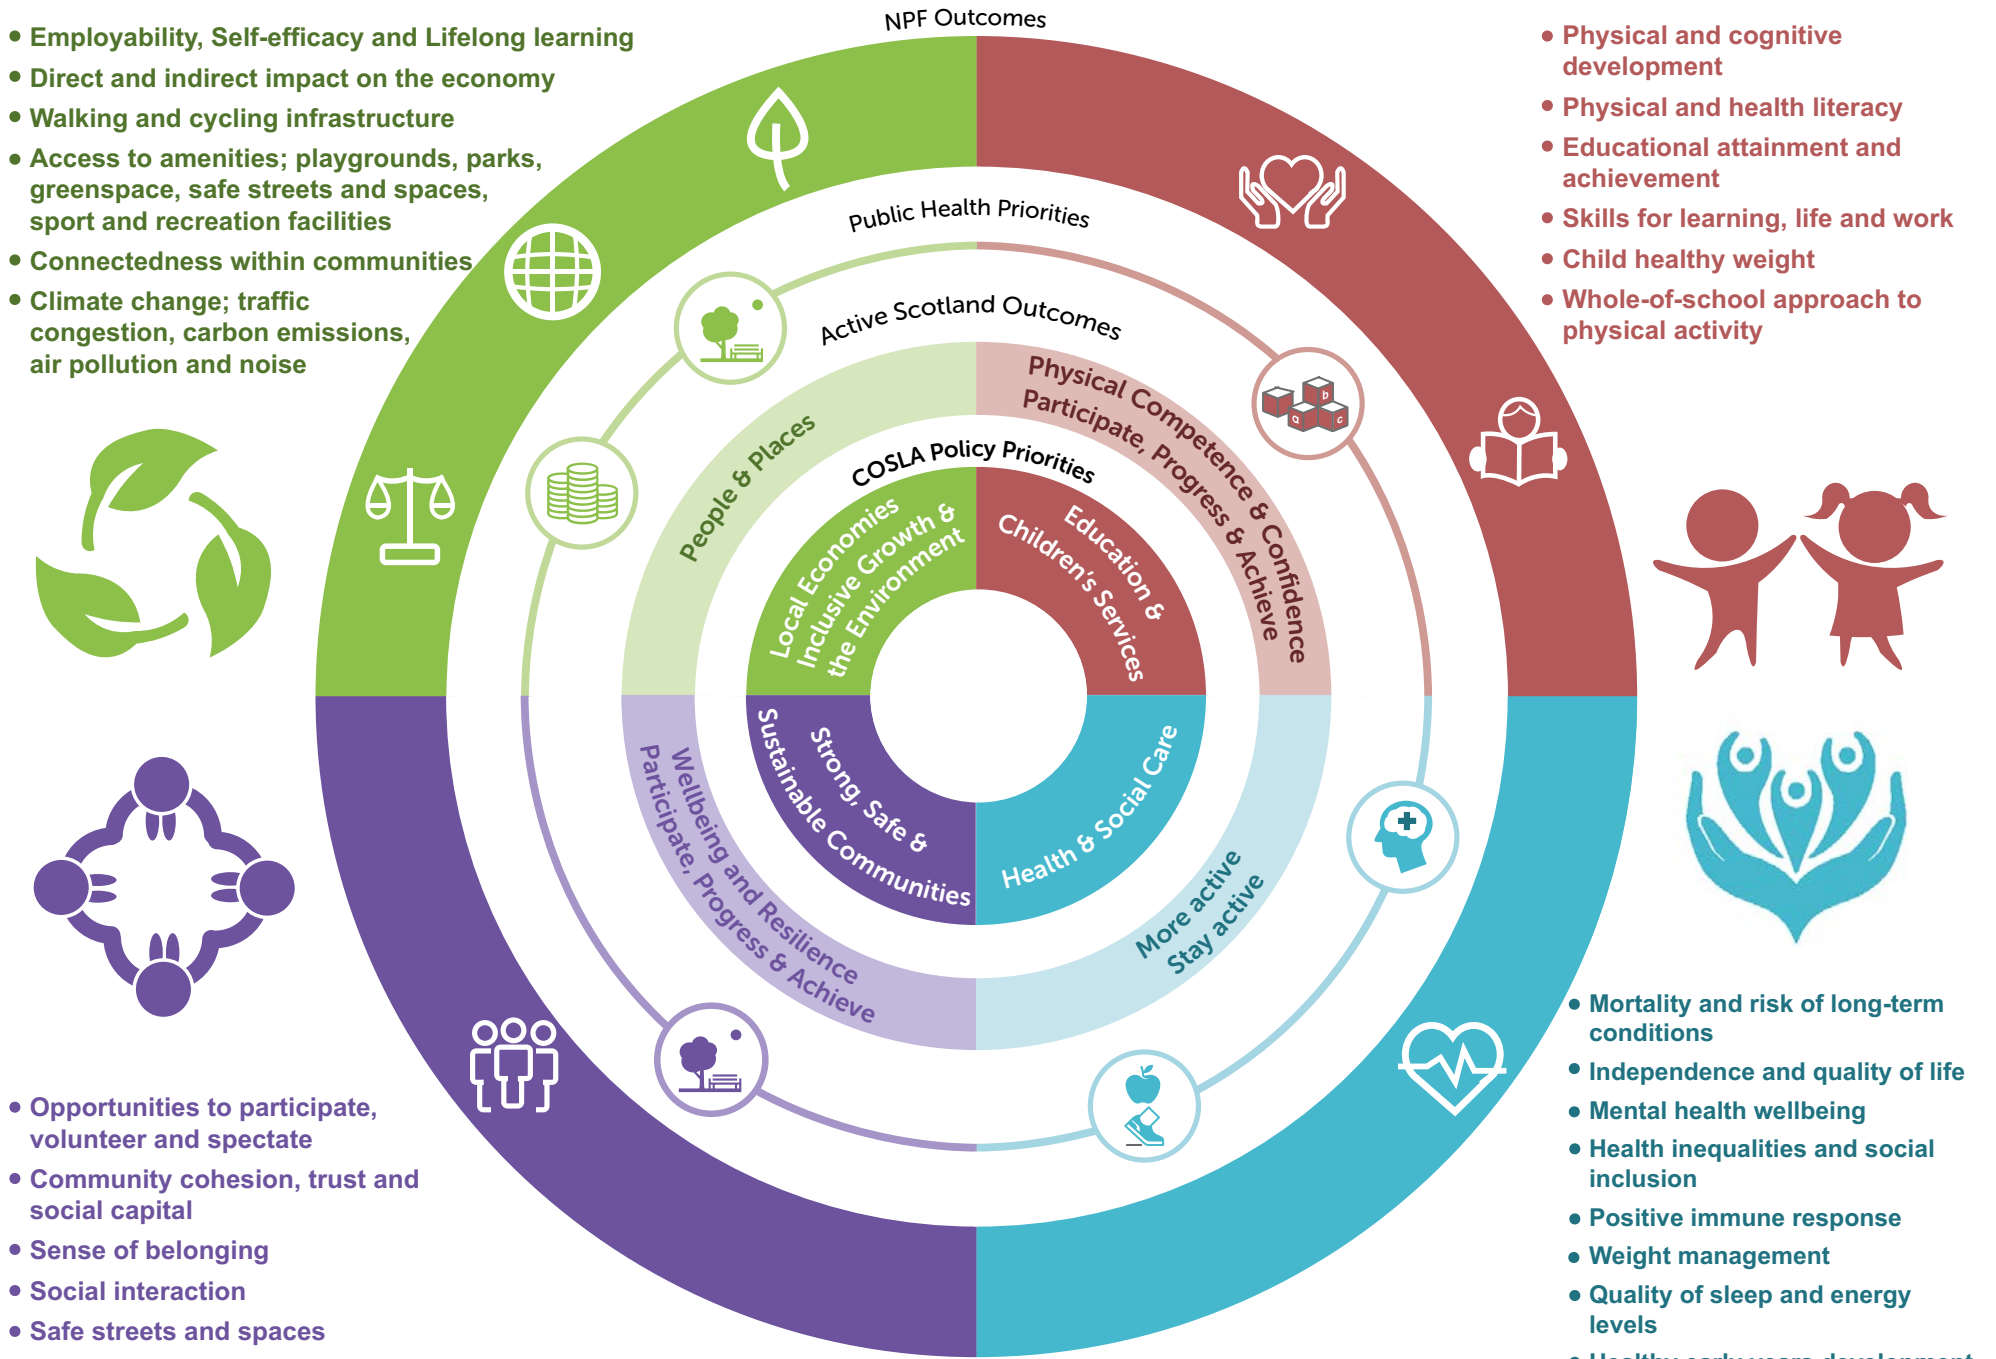 NPF Outcomes
• Employability, Self-efficacy and Lifelong learning
• Direct and indirect impact on the economy
• Walking and cycling infrastructure
• Access to amenities; playgrounds, parks,
greenspace, safe streets and spaces,
sport and recreation facilities
• Connectedness within communities
• Climate change; traffic
congestion, carbon emissions,
air pollution and noise
• Physical and cognitive
development
• Physical and health literacy
• Educational attainment and
achievement
• Skills for learning, life and work
• Child healthy weight
• Whole-of-school approach to
physical activity
Public Health Priorities
Active Scotland Outcomes
People & Places
Physical Competence & Confidence
Participate, Progress & Achieve
b
a
c
COSLA Policy Priorities
Local Economies
Inclusive Growth &
the Environment
Education &
Children's Services
Strong, Safe &
Sustainable Communities
Health & Social Care
Wellbeing and Resilience
Participate, Progress & Achieve
More active
Stay active
• Opportunities to participate,
volunteer and spectate
• Community cohesion, trust and
social capital
• Sense of belonging
• Social interaction
• Safe streets and spaces
• Mortality and risk of long-term
conditions
• Independence and quality of life
• Mental health wellbeing
• Health inequalities and social
inclusion
• Positive immune response
• Weight management
• Quality of sleep and energy
levels
• Healthy early years development